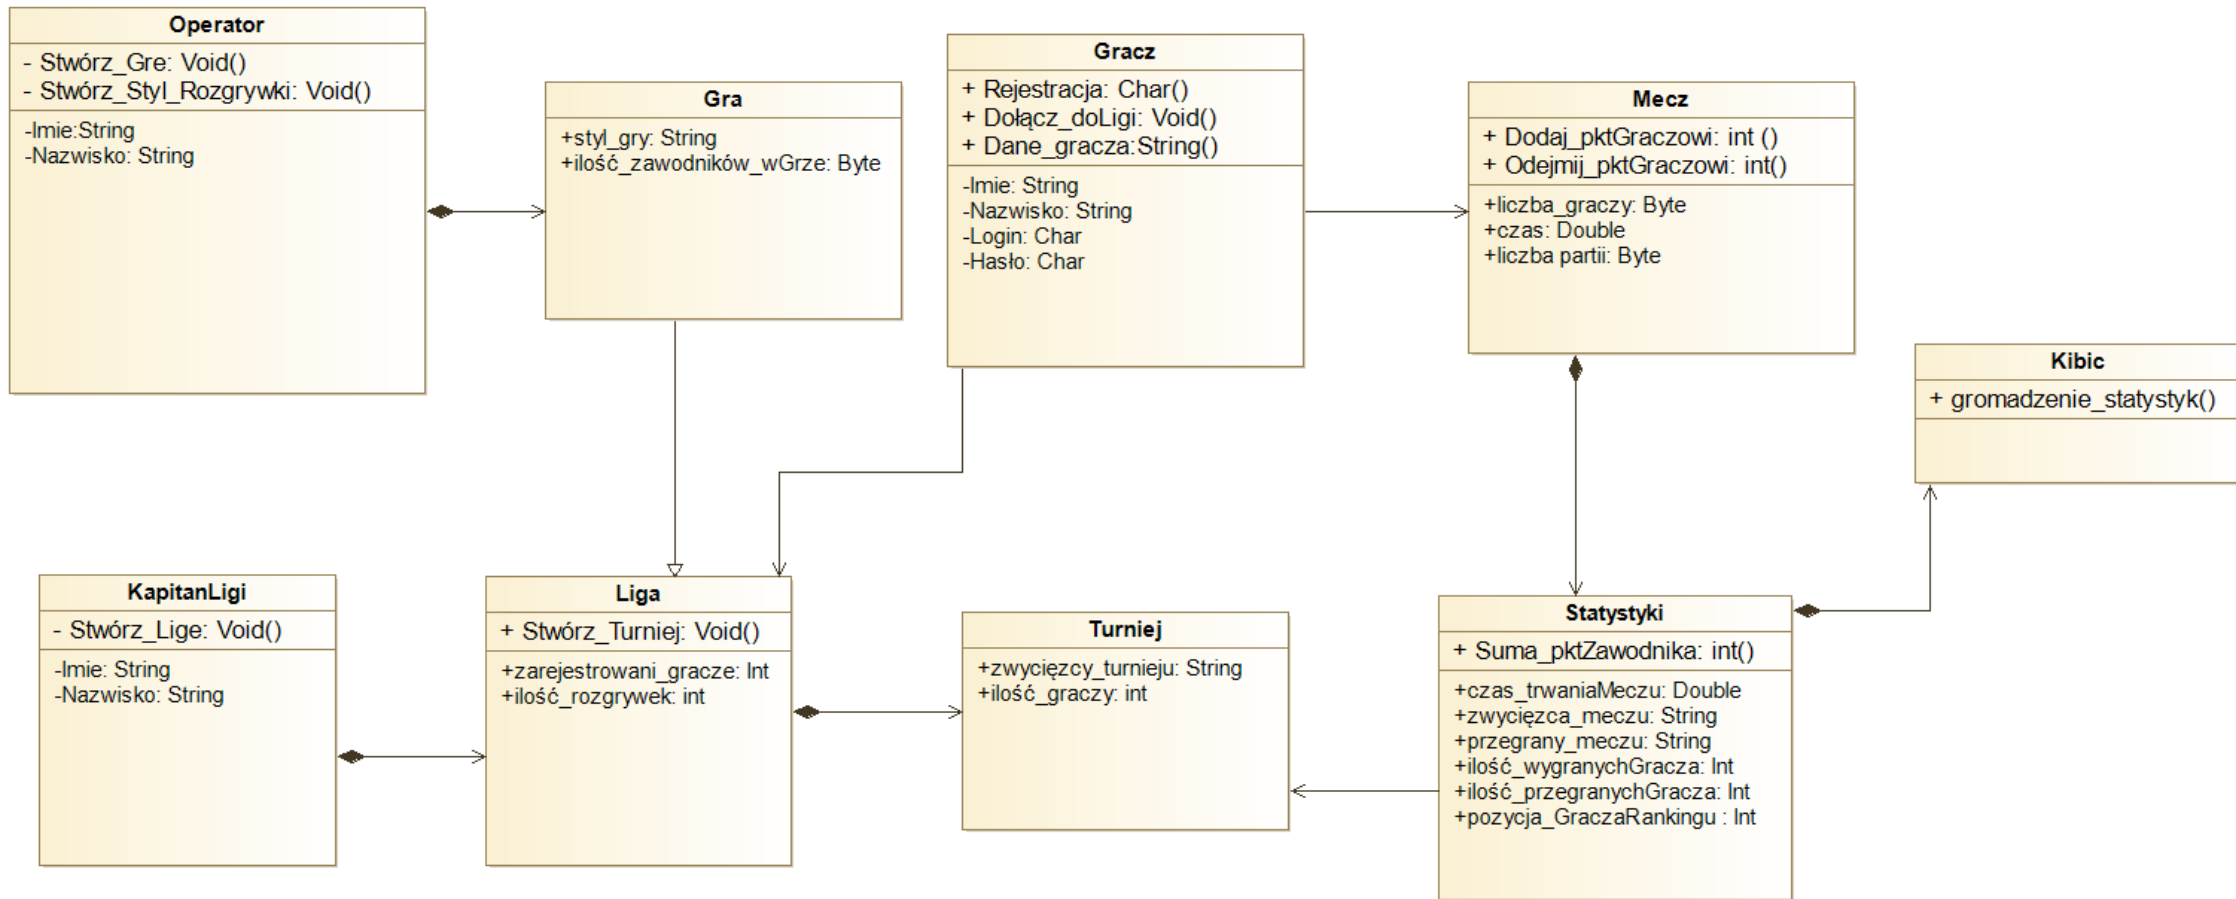 Operator
- Stwórz_Gre: Void()
- Stwórz_Styl_Rozgrywki: Void()
-Imie:String
-Nazwisko: String
Gra
+styl_gry: String
+ilość_zawodników_wGrze: Byte
Gracz
+ Rejestracja: Char()
+ Dołącz_doLigi: Void()
+ Dane_gracza:String()
-Imie: String
-Nazwisko: String
-Login: Char
-Hasło: Char
Mecz
+ Dodaj_pktGraczowi: int ()
+ Odejmij_pktGraczowi: int()
+liczba_graczy: Byte
+czas: Double
+liczba partii: Byte
Kibic
+ gromadzenie_statystyk()
KapitanLigi
- Stwórz_Lige: Void()
-Imie: String
-Nazwisko: String
Liga
+ Stwórz_Turniej: Void()
+zarejestrowani_gracze: Int
+ilość_rozgrywek: int
Turniej
+zwycięzcy_turnieju: String
+ilość_graczy: int
Statystyki
+ Suma_pktZawodnika: int()
+czas_trwaniaMeczu: Double
+zwycięzca_meczu: String
+przegrany_meczu: String
+ilość_wygranychGracza: Int
+ilość_przegranychGracza: Int
+pozycja_GraczaRankingu : Int